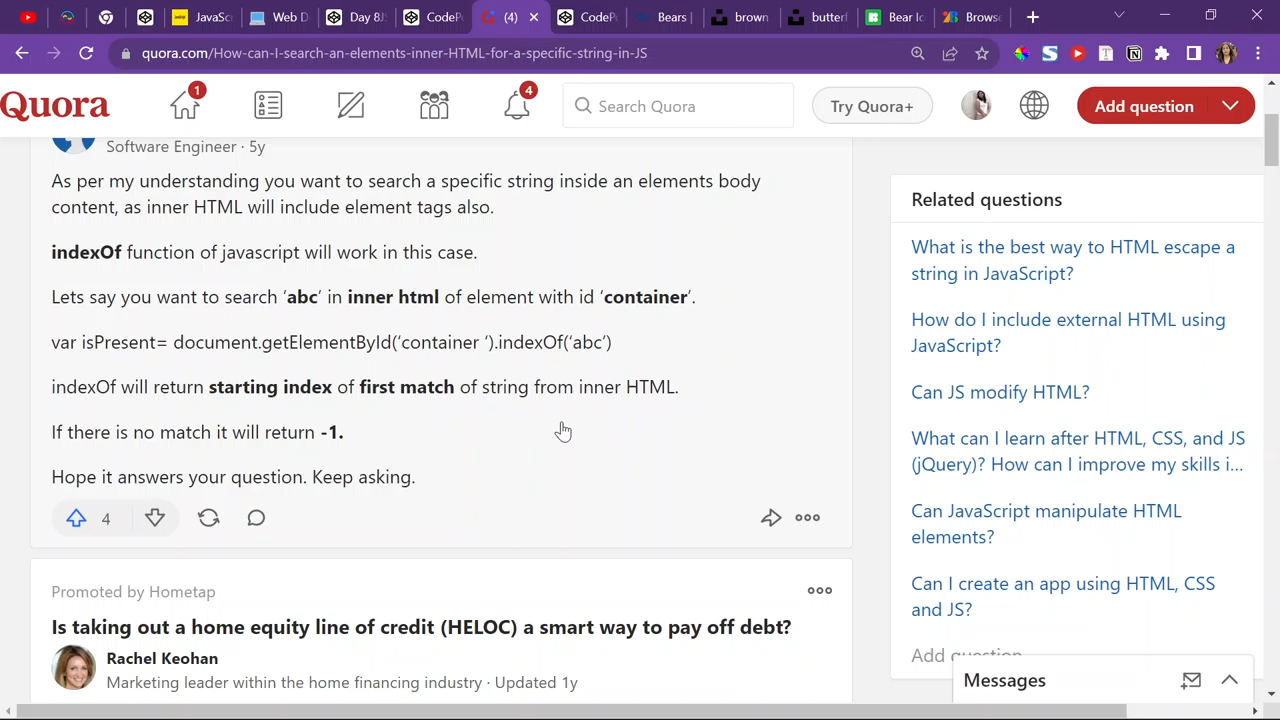 (4)
JavaSc
Web D
Day 8J
CodeP
CodeP
Bears |
brown
butterf
Bear Ic
Browse
quora.com/How-can-I-search-an-elements-inner-HTML-for-a-specific-string-in-JS
Quora
1
4
Search Quora
Try Quora+
Add question
Software Engineer · 5y
As per my understanding you want to search a specific string inside an elements body
content, as inner HTML will include element tags also.
indexOf function of javascript will work in this case.
Lets say you want to search ‘abc’ in inner html of element with id ‘container’.
var isPresent= document.getElementById(‘container ’).indexOf(‘abc’)
indexOf will return starting index of first match of string from inner HTML.
If there is no match it will return -1.
Hope it answers your question. Keep asking.
4
Promoted by Hometap
Is taking out a home equity line of credit (HELOC) a smart way to pay off debt?
Rachel Keohan
Marketing leader within the home financing industry · Updated 1y
Related questions
What is the best way to HTML escape a
string in JavaScript?
How do I include external HTML using
JavaScript?
Can JS modify HTML?
What can I learn after HTML, CSS, and JS
(jQuery)? How can I improve my skills i...
Can JavaScript manipulate HTML
elements?
Can I create an app using HTML, CSS
and JS?
Add question
Messages